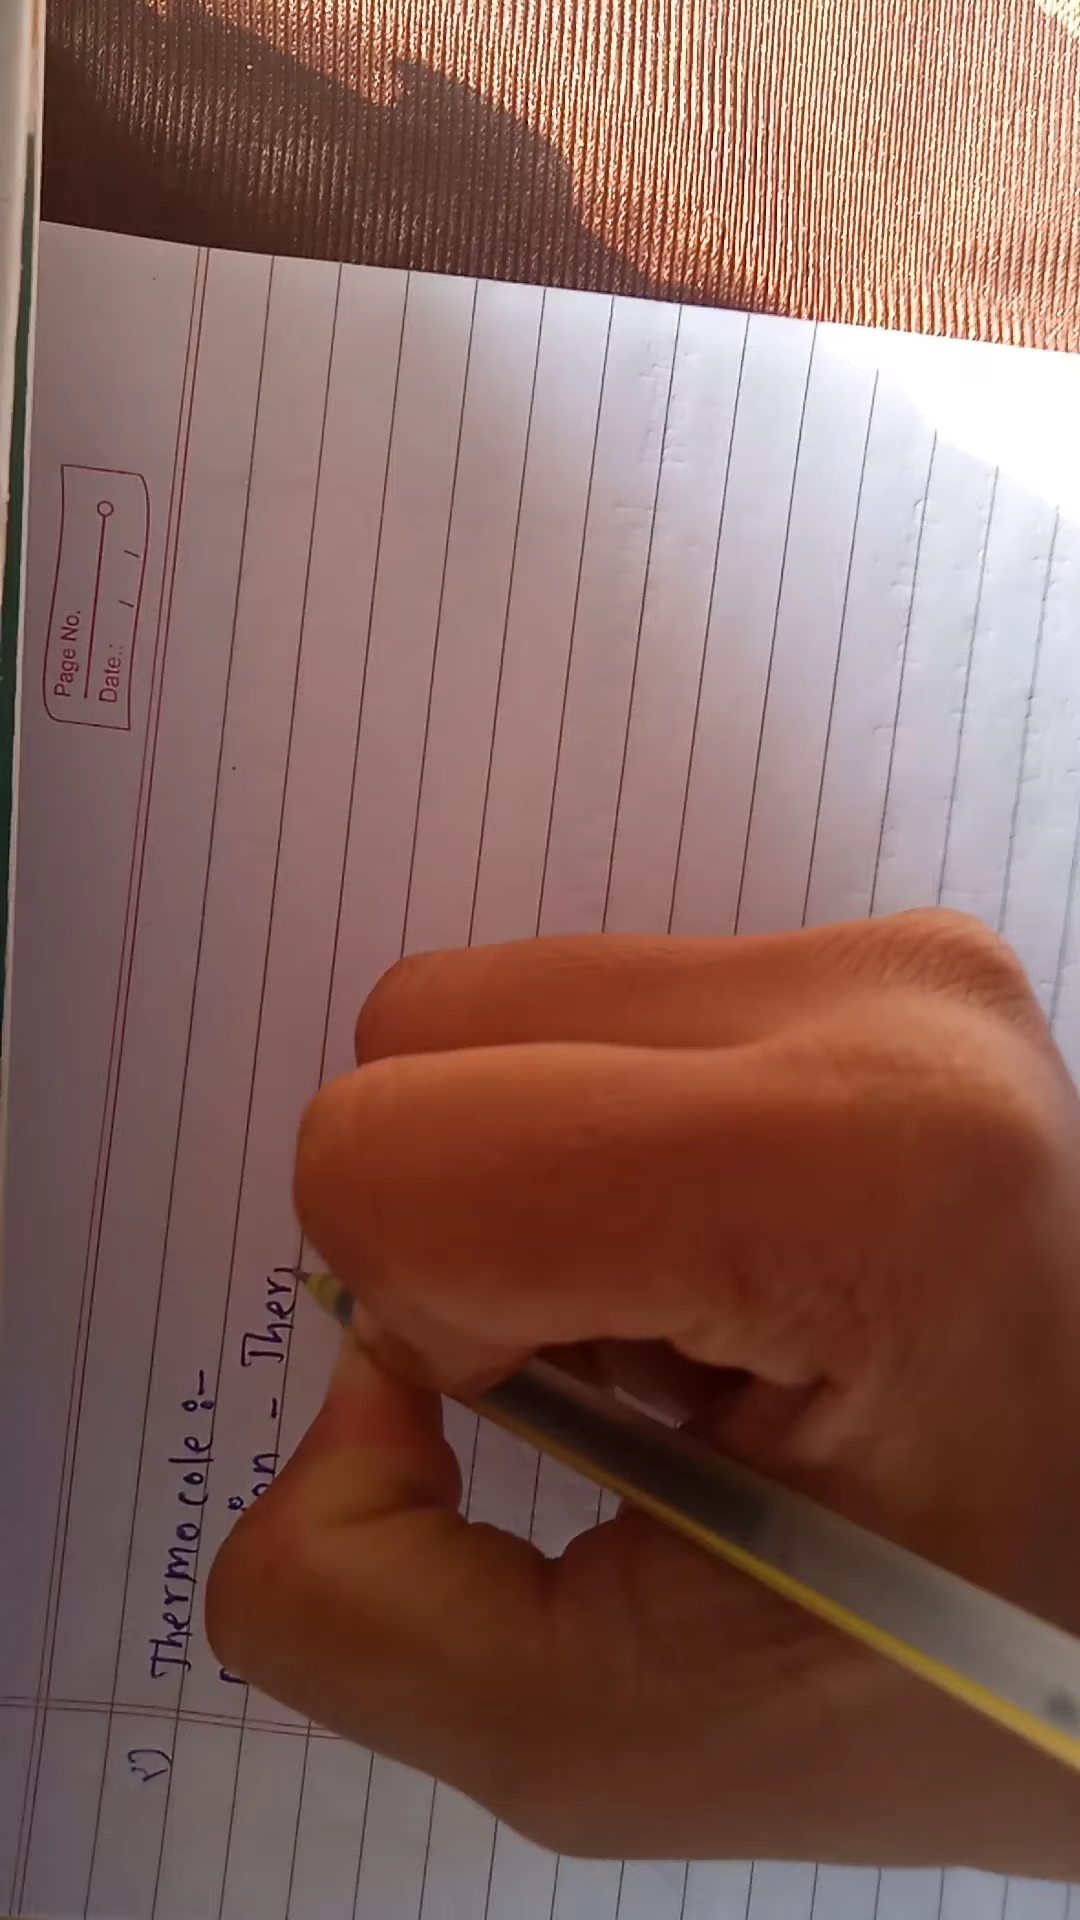 Page No.
Date.: / /
Thermocole :-
- Ther